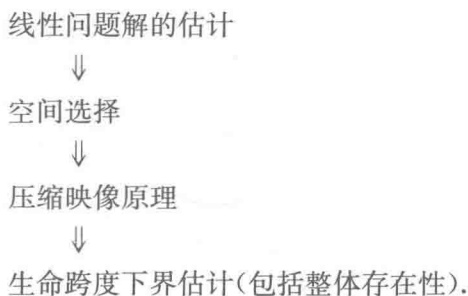 线性问题解的估计
⇓
空间选择
⇓
压缩映像原理
⇓
生命跨度下界估计(包括整体存在性).